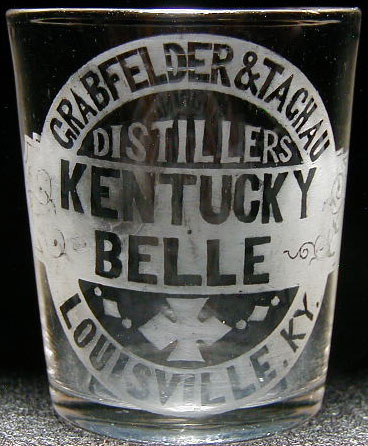 GRABFELDER & TACHAU
DISTILLERS
KENTUCKY
BELLE
LOUISVILLE, KY.